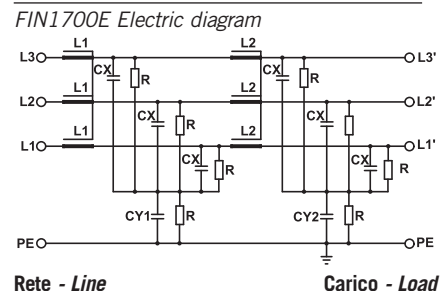 FIN1700E Electric diagram
L1 L2
L3 L3'
CX R CX R
L1 L2
L2 L2'
CX R CX
L1 L2
L1 L1'
CX R CX R
CY1 R CY2 R
PE PE
Rete - Line Carico - Load